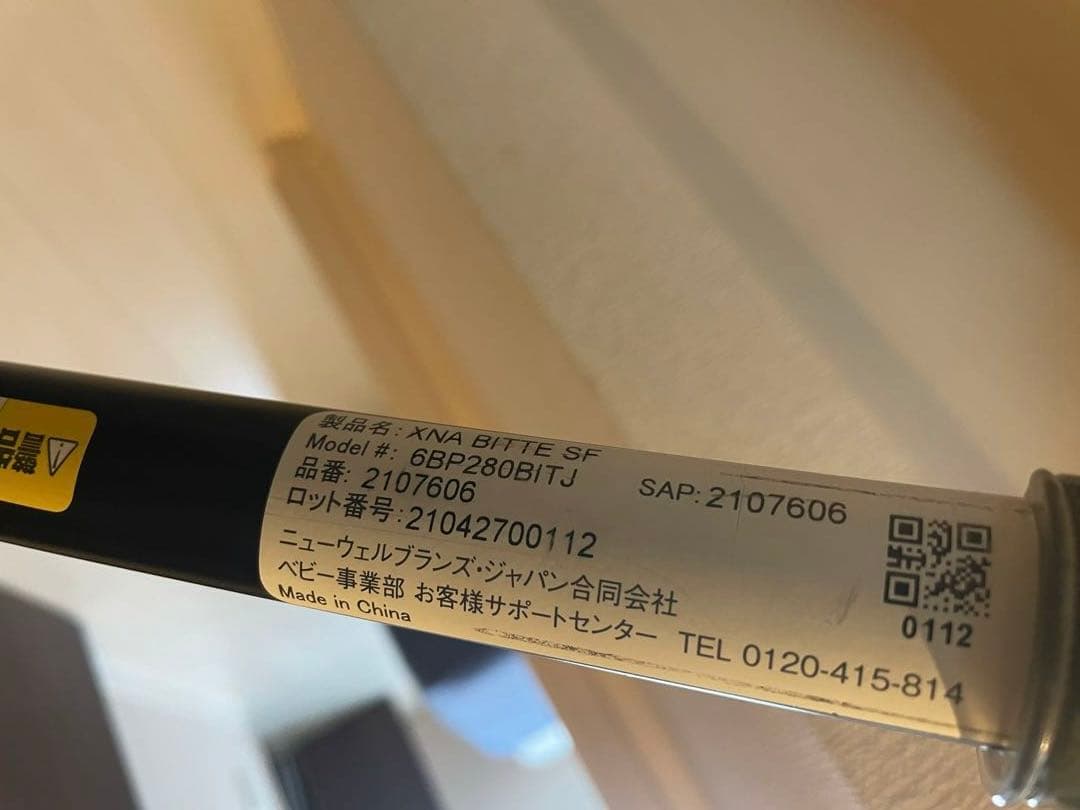 製品名: XNA BITTE SF
Model #: 6BP280BITJ
品番: 2107606 SAP: 2107606
ロット番号:21042700112
ニューウェルブランズ・ジャパン合同会社
ベビー事業部 お客様サポートセンター TEL 0120-415-814
Made in China
0112
警告